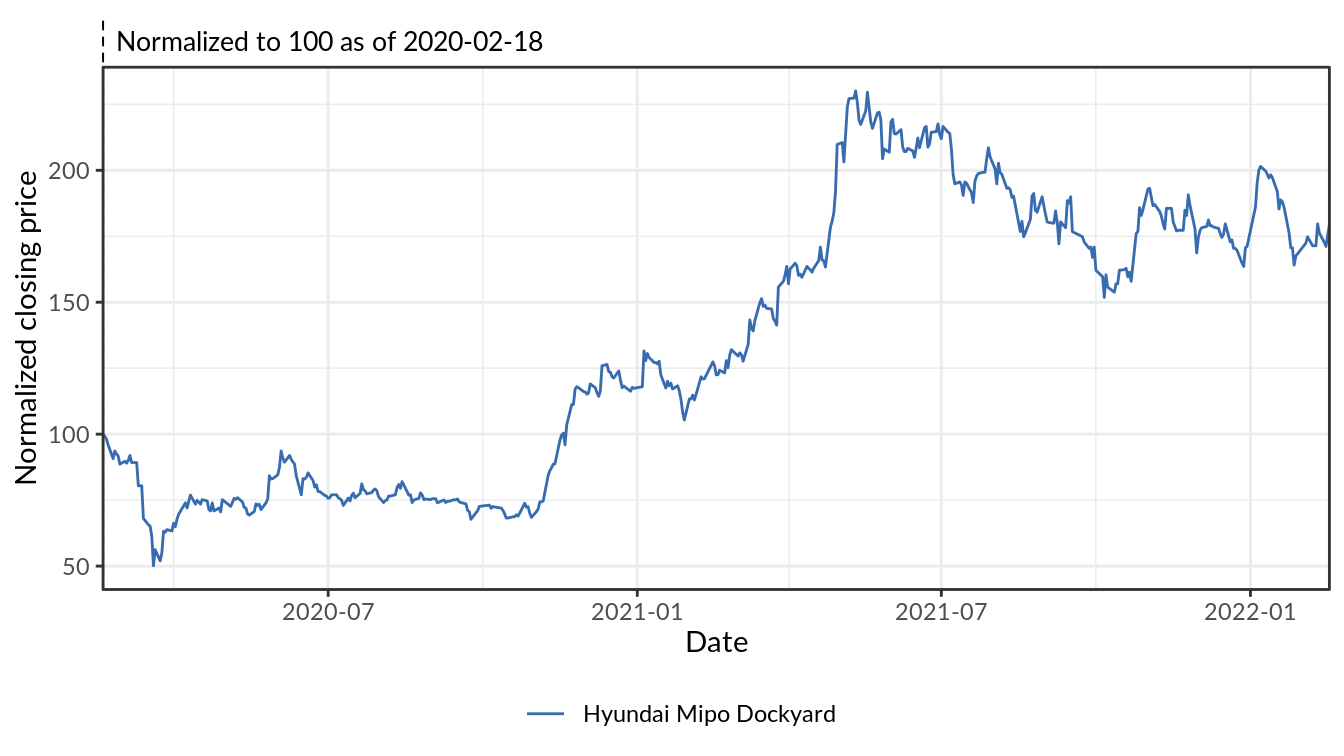 Normalized to 100 as of 2020-02-18
Normalized closing price
200
150
100
50
2020-07
2021-01
2021-07
2022-01
Date
Hyundai Mipo Dockyard